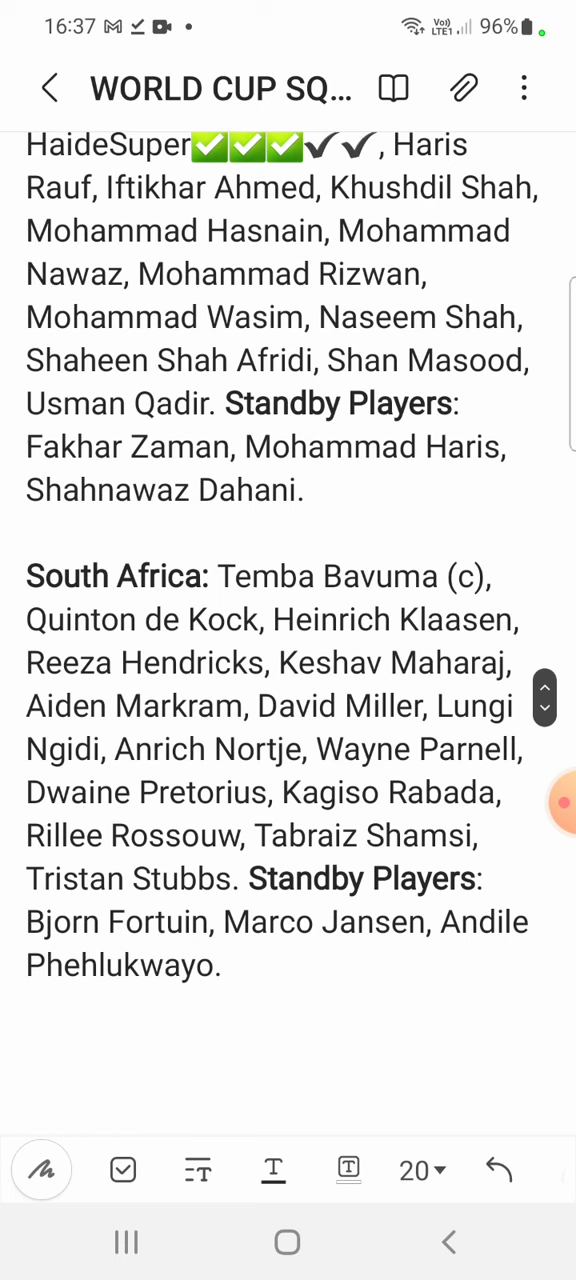 16:37 96%
WORLD CUP SQ...
HaideSuper✅✅✅✔✔, Haris
Rauf, Iftikhar Ahmed, Khushdil Shah,
Mohammad Hasnain, Mohammad
Nawaz, Mohammad Rizwan,
Mohammad Wasim, Naseem Shah,
Shaheen Shah Afridi, Shan Masood,
Usman Qadir. Standby Players:
Fakhar Zaman, Mohammad Haris,
Shahnawaz Dahani.
South Africa: Temba Bavuma (c),
Quinton de Kock, Heinrich Klaasen,
Reeza Hendricks, Keshav Maharaj,
Aiden Markram, David Miller, Lungi
Ngidi, Anrich Nortje, Wayne Parnell,
Dwaine Pretorius, Kagiso Rabada,
Rillee Rossouw, Tabraiz Shamsi,
Tristan Stubbs. Standby Players:
Bjorn Fortuin, Marco Jansen, Andile
Phehlukwayo.
T T T 20